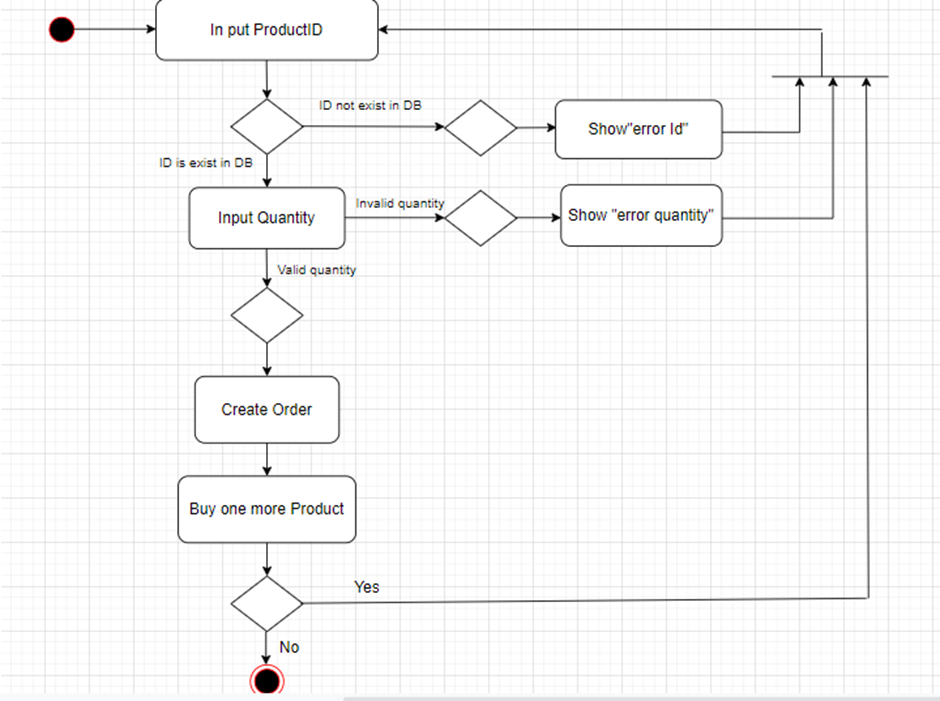 In put ProductID
ID not exist in DB
Show"error Id"
ID is exist in DB
Input Quantity
Invalid quantity
Show "error quantity"
Valid quantity
Create Order
Buy one more Product
Yes
No